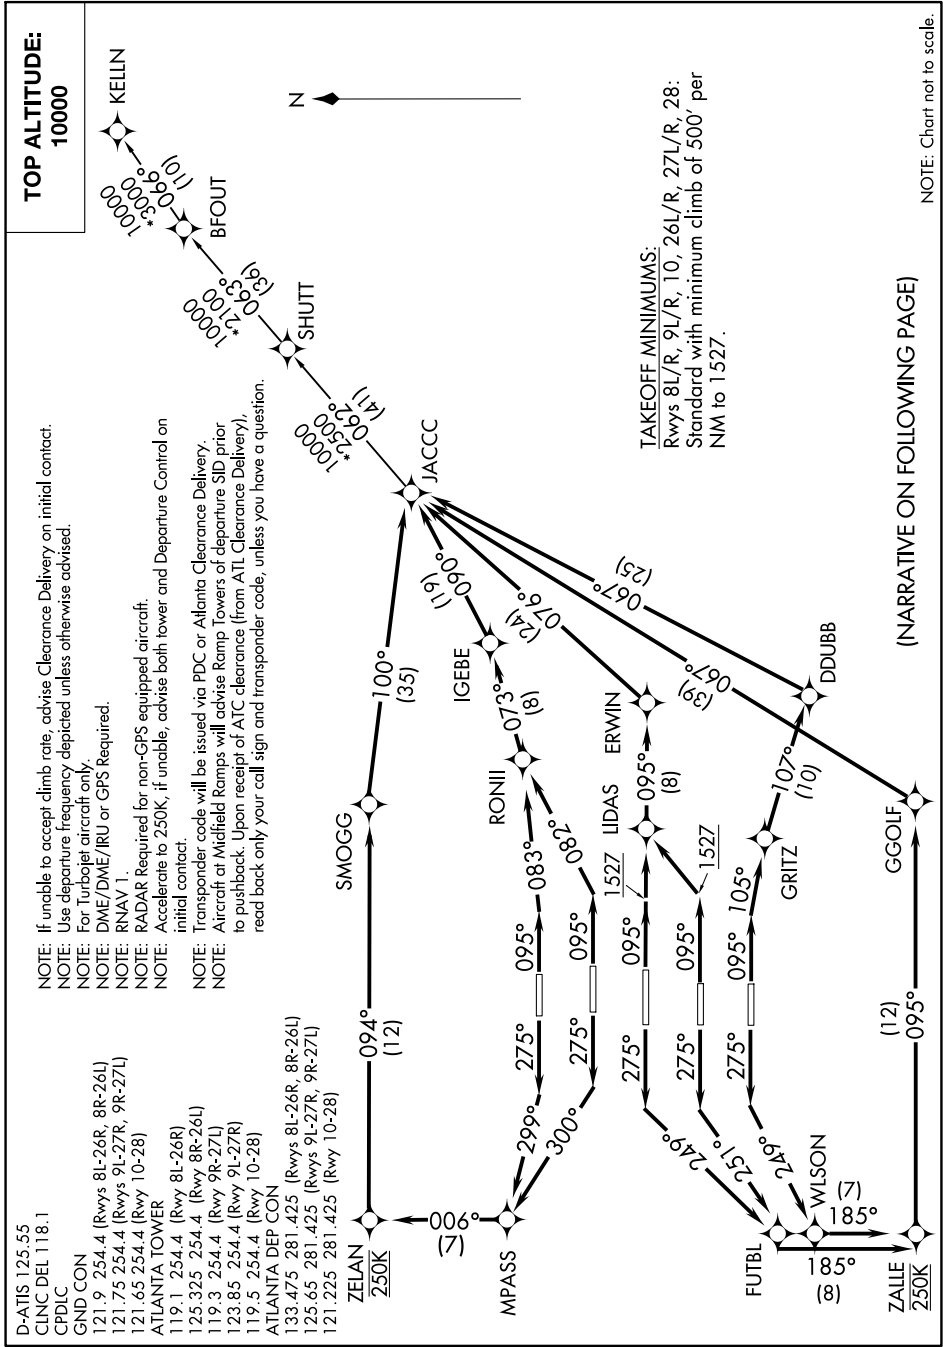 TOP ALTITUDE:
10000
D-ATIS 125.55
CLNC DEL 118.1
CPDLC
GND CON
121.9 254.4 (Rwys 8L-26R, 8R-26L)
121.75 254.4 (Rwys 9L-27R, 9R-27L)
121.65 254.4 (Rwy 10-28)
ATLANTA TOWER
119.1 254.4 (Rwy 8L-26R)
125.325 254.4 (Rwy 8R-26L)
119.3 254.4 (Rwy 9R-27L)
123.85 254.4 (Rwy 9L-27R)
119.5 254.4 (Rwy 10-28)
ATLANTA DEP CON
133.475 281.425 (Rwys 8L-26R, 8R-26L)
125.65 281.425 (Rwys 9L-27R, 9R-27L)
121.225 281.425 (Rwy 10-28)
NOTE: If unable to accept climb rate, advise Clearance Delivery on initial contact.
NOTE: Use departure frequency depicted unless otherwise advised.
NOTE: For Turbojet aircraft only.
NOTE: DME/DME/IRU or GPS Required.
NOTE: RNAV 1.
NOTE: RADAR Required for non-GPS equipped aircraft.
NOTE: Accelerate to 250K, if unable, advise both tower and Departure Control on
initial contact.
NOTE: Transponder code will be issued via PDC or Atlanta Clearance Delivery.
NOTE: Aircraft at Midfield Ramps will advise Ramp Towers of departure SID prior
to pushback. Upon receipt of ATC clearance (from ATL Clearance Delivery),
read back only your call sign and transponder code, unless you have a question.
KELLN
10000
*3000
066°
(10)
BFOUT
10000
*2100
063°
(36)
SHUTT
10000
*2500
062°
(41)
JACCC
N
ZELAN
250K
094°
(12)
SMOGG
100°
(35)
006°
(7)
MPASS
299°
300°
275°
095°
083°
275°
095°
082°
RONII
073°
(8)
IGEBE
090°
(19)
275°
095°
1527
LIDAS
095°
(8)
ERWIN
076°
(24)
275°
095°
1527
249°
251°
249°
275°
095°
105°
GRITZ
107°
(10)
DDUBB
067°
(25)
067°
(39)
FUTBL
WLSON
(7)
185°
185°
(8)
ZALLE
250K
(12)
095°
GGOLF
TAKEOFF MINIMUMS:
Rwys 8L/R, 9L/R, 10, 26L/R, 27L/R, 28:
Standard with minimum climb of 500' per
NM to 1527.
(NARRATIVE ON FOLLOWING PAGE)
NOTE: Chart not to scale.